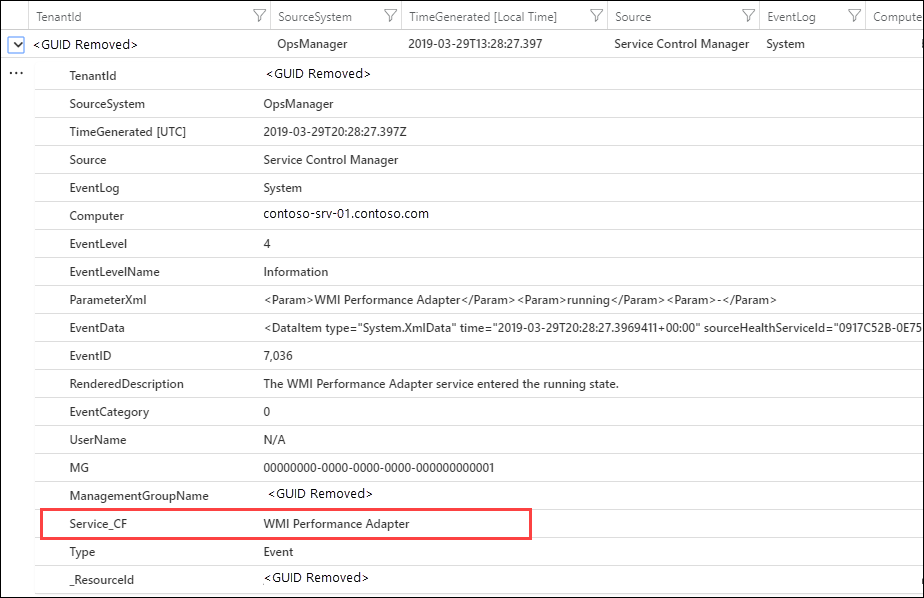 TenantId SourceSystem TimeGenerated [Local Time] Source EventLog Compute
<GUID Removed> OpsManager 2019-03-29T13:28:27.397 Service Control Manager System
... TenantId <GUID Removed>
SourceSystem OpsManager
TimeGenerated [UTC] 2019-03-29T20:28:27.397Z
Source Service Control Manager
EventLog System
Computer contoso-srv-01.contoso.com
EventLevel 4
EventLevelName Information
ParameterXml <Param>WMI Performance Adapter</Param><Param>running</Param><Param>-</Param>
EventData <DataItem type="System.XmlData" time="2019-03-29T20:28:27.3969411+00:00" sourceHealthServiceId="0917C52B-0E75
EventID 7,036
RenderedDescription The WMI Performance Adapter service entered the running state.
EventCategory 0
UserName N/A
MG 00000000-0000-0000-0000-000000000001
ManagementGroupName <GUID Removed>
Service_CF WMI Performance Adapter
Type Event
_ResourceId <GUID Removed>